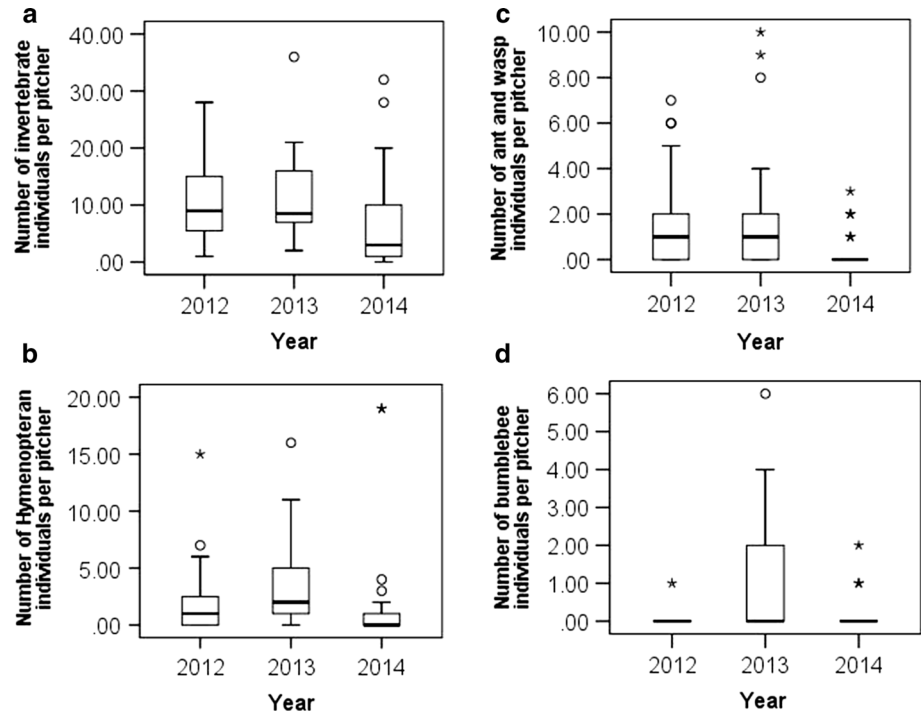 a
Number of invertebrate
individuals per pitcher
40.00
30.00
20.00
10.00
.00
2012 2013 2014
Year
c
Number of ant and wasp
individuals per pitcher
10.00
8.00
6.00
4.00
2.00
.00
2012 2013 2014
Year
b
Number of Hymenopteran
individuals per pitcher
20.00
15.00
10.00
5.00
.00
2012 2013 2014
Year
d
Number of bumblebee
individuals per pitcher
6.00
5.00
4.00
3.00
2.00
1.00
.00
2012 2013 2014
Year